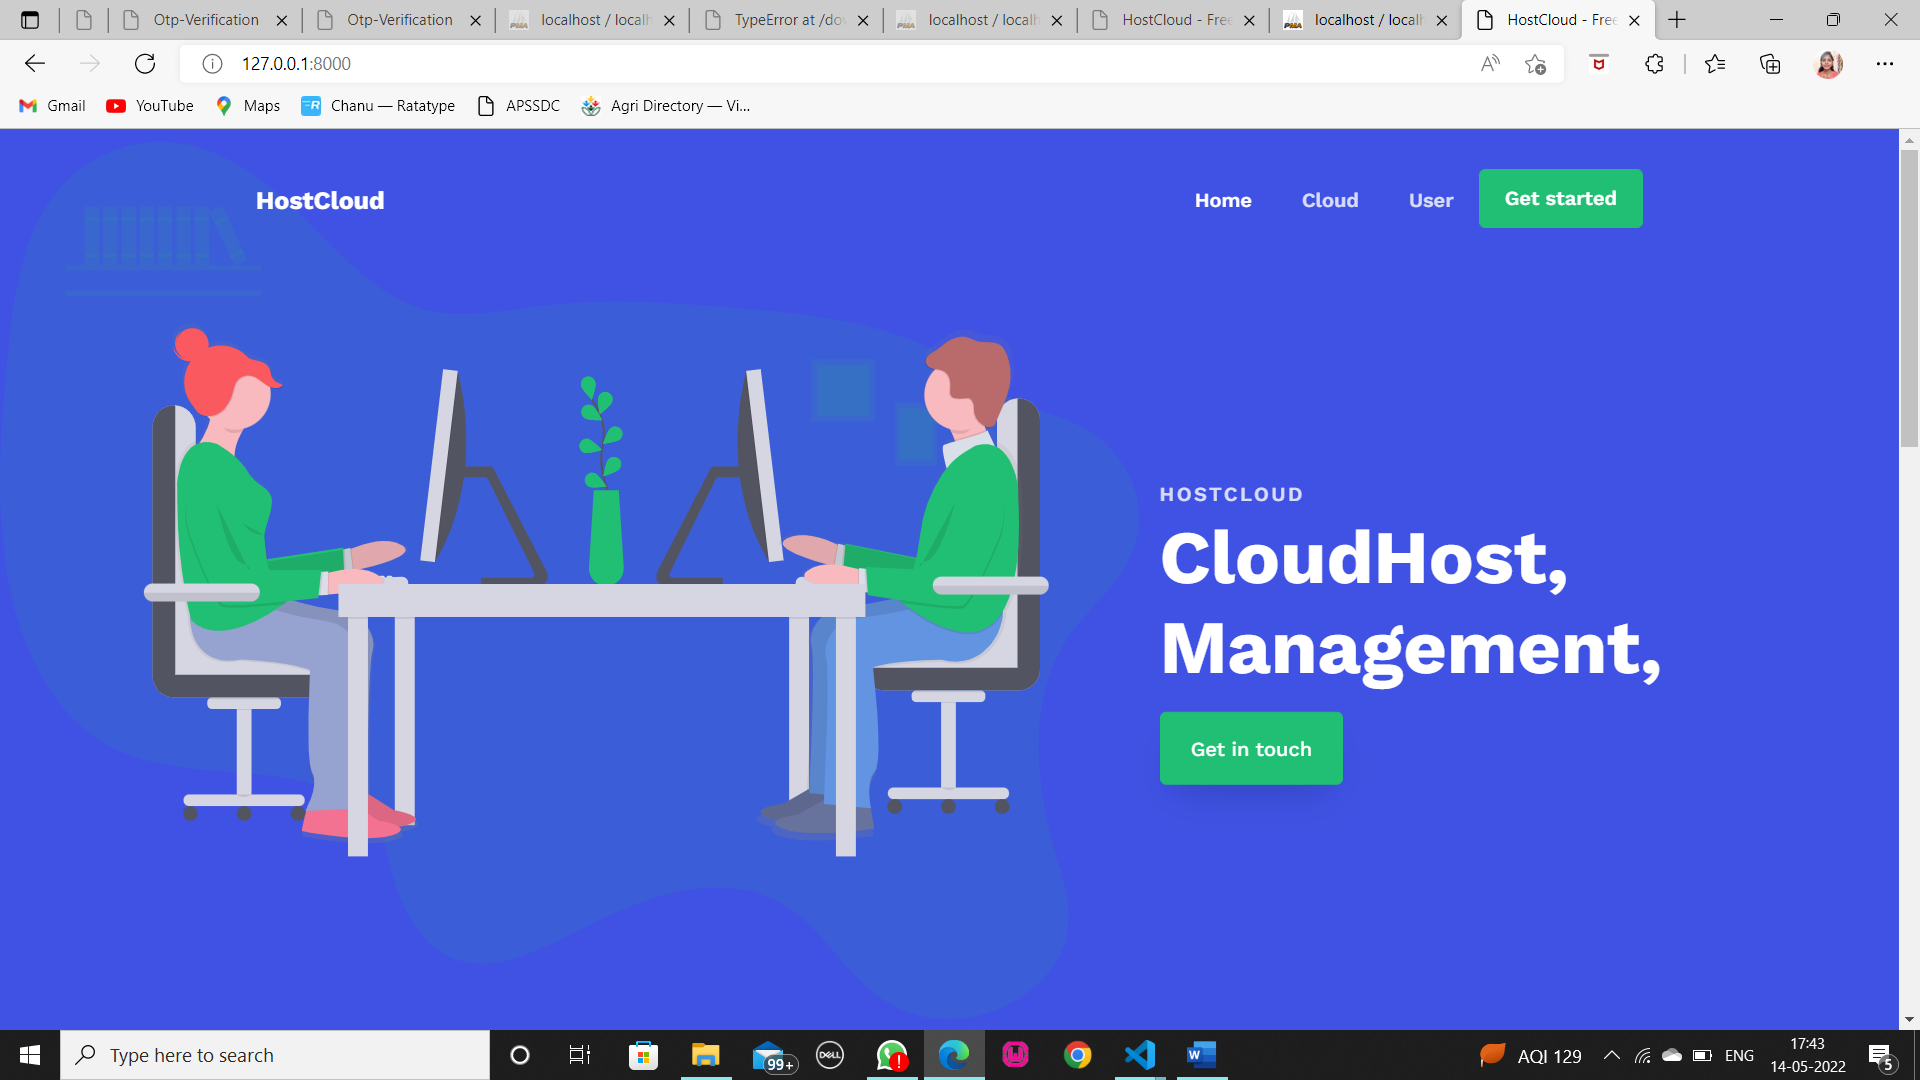 Otp-Verification
Otp-Verification
localhost / localh
TypeError at /do
localhost / localh
HostCloud - Free
localhost / localh
HostCloud - Free
127.0.0.1:8000
Gmail
YouTube
Maps
Chanu — Ratatype
APSSDC
Agri Directory — Vi...
HostCloud
Home
Cloud
User
Get started
HOSTCLOUD
CloudHost,
Management,
Get in touch
Type here to search
99+
DELL
AQI 129
ENG
17:43
14-05-2022
5